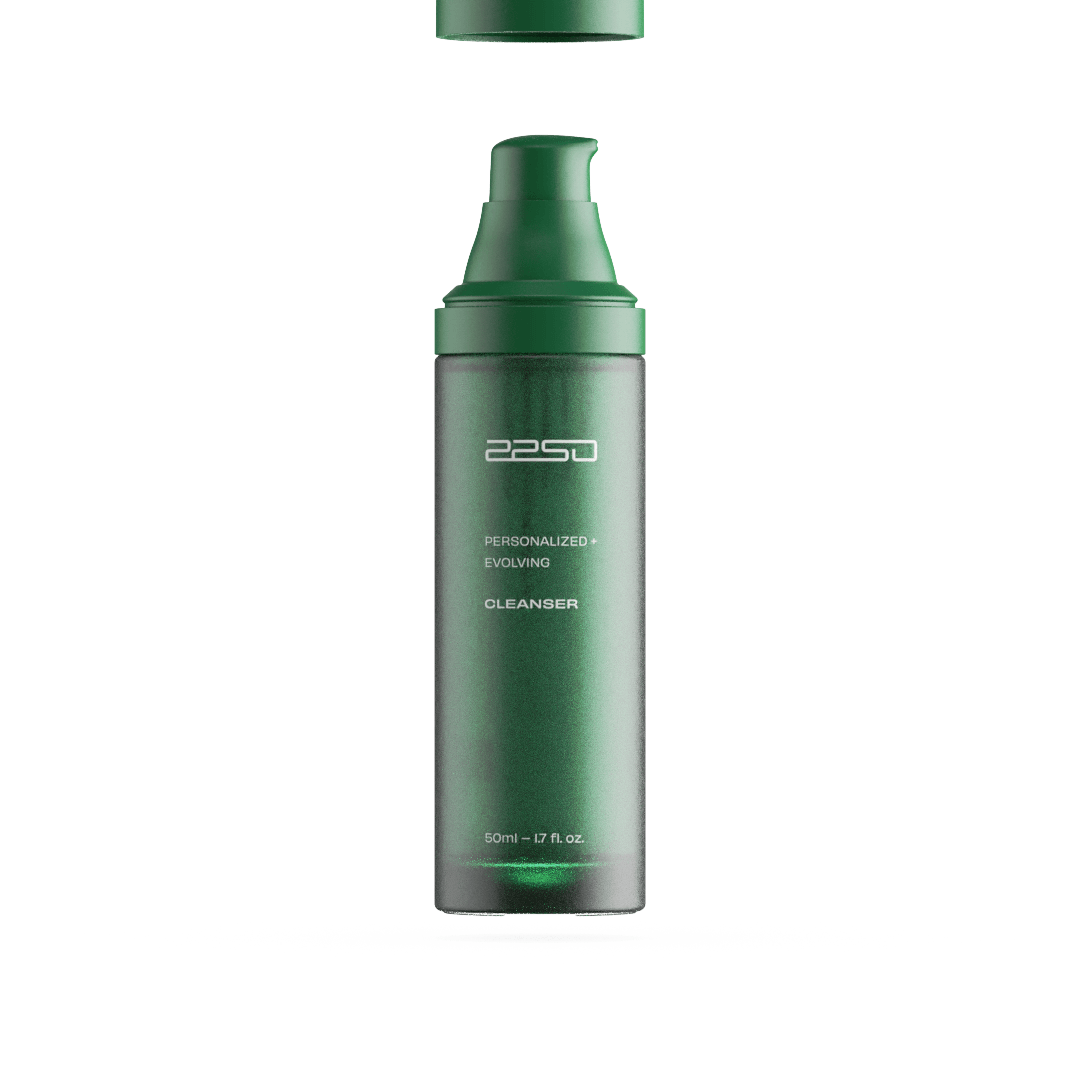 2250
PERSONALIZED +
EVOLVING
CLEANSER
50ml – 1.7 fl. oz.